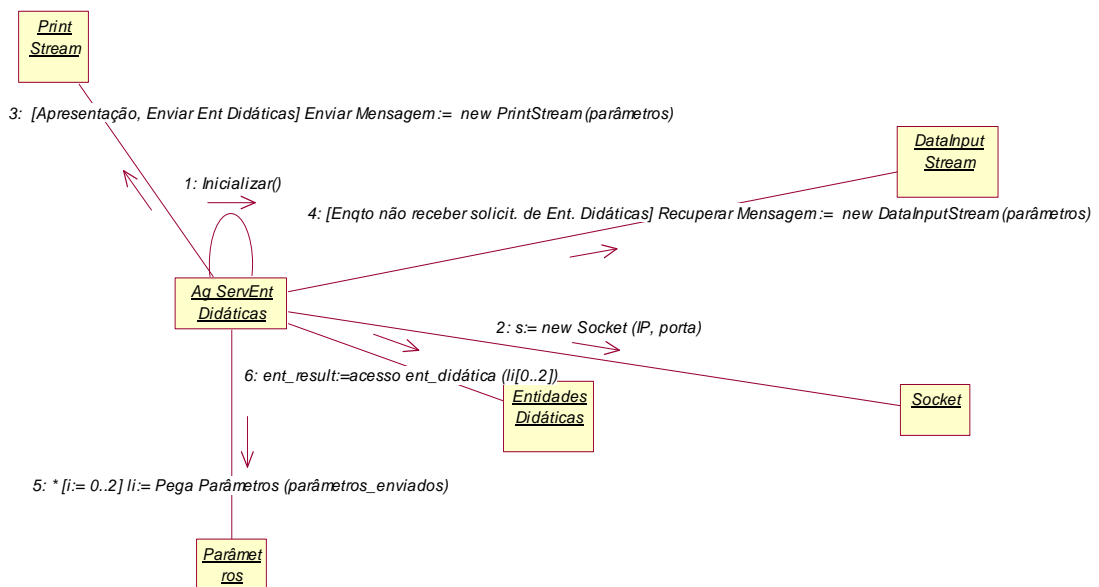 Print
Stream
3: [Apresentação, Enviar Ent Didáticas] Enviar Mensagem:= new PrintStream(parâmetros)
DataInput
Stream
1: Inicializar()
4: [Enqto não receber solicit. de Ent. Didáticas] Recuperar Mensagem:= new DataInputStream(parâmetros)
Ag ServEnt
Didáticas
2: s:= new Socket (IP, porta)
6: ent_result:=acesso ent_didática (li[0..2])
Entidades
Didáticas
Socket
5: * [i:= 0..2] li:= Pega Parâmetros (parâmetros_enviados)
Parâmet
ros